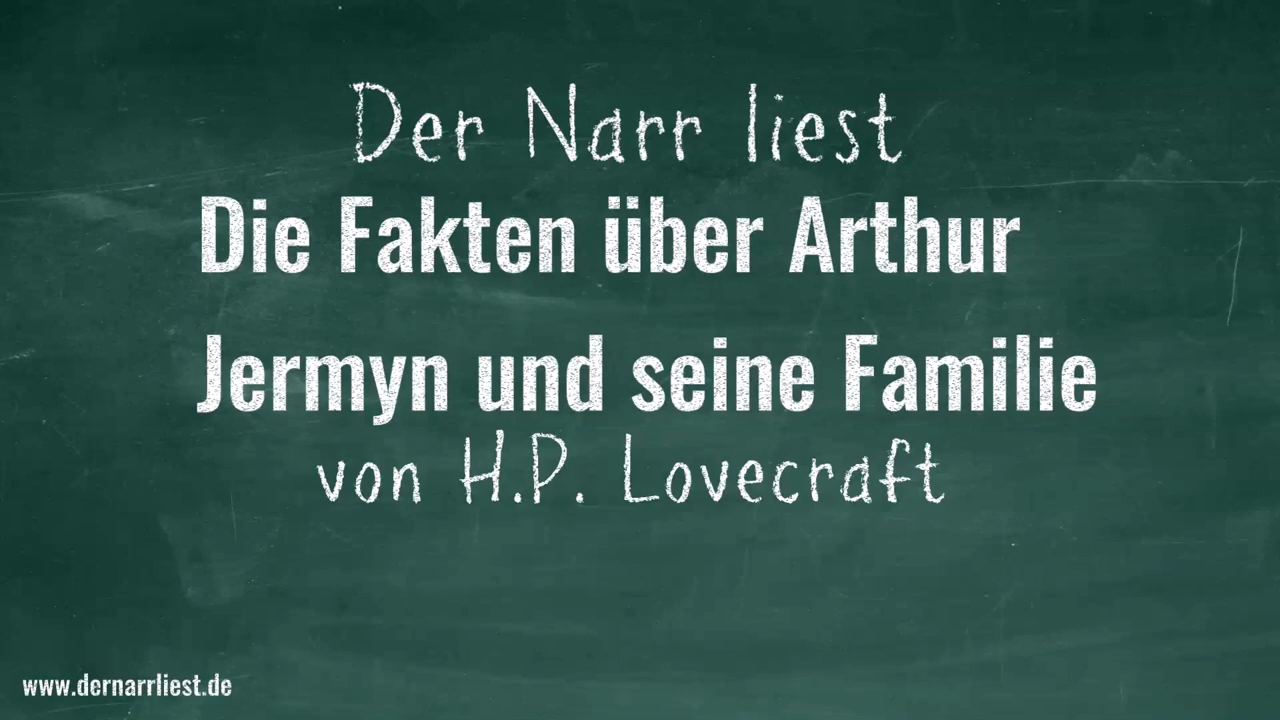 Der Narr liest
Die Fakten über Arthur
Jermyn und seine Familie
von H.P. Lovecraft
www.dernarrliest.de